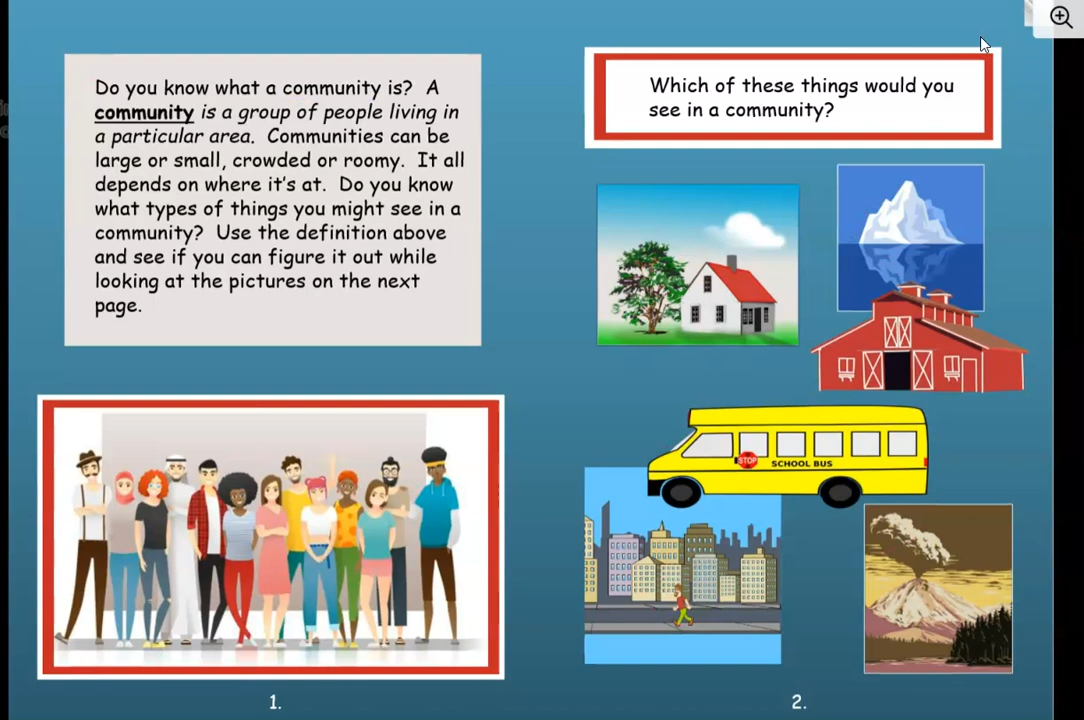 Do you know what a community is?  A
community is a group of people living in
a particular area.  Communities can be
large or small, crowded or roomy.  It all
depends on where it's at.  Do you know
what types of things you might see in a
community?  Use the definition above
and see if you can figure it out while
looking at the pictures on the next
page.
1.
Which of these things would you
see in a community?
STOP
SCHOOL BUS
2.